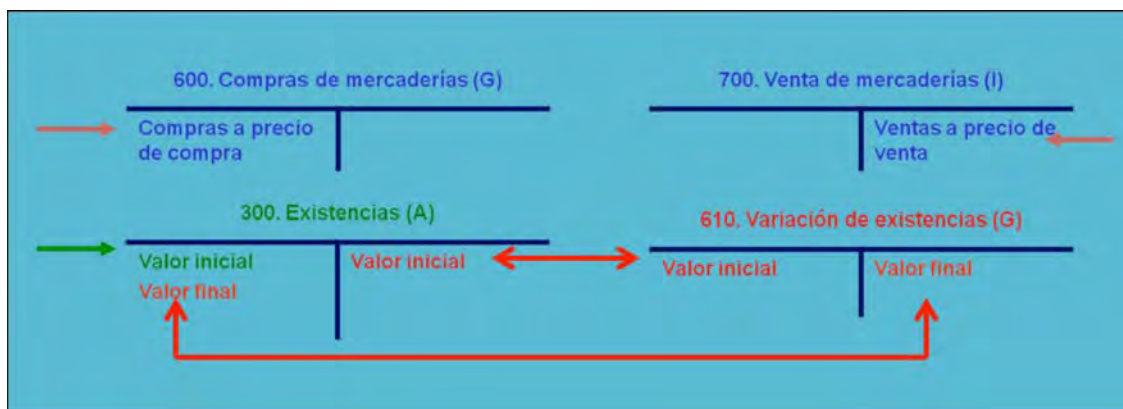 600. Compras de mercaderías (G)
700. Venta de mercaderías (I)
Compras a precio
de compra
Ventas a precio de
venta
300. Existencias (A)
610. Variación de existencias (G)
Valor inicial
Valor final
Valor inicial
Valor inicial
Valor final